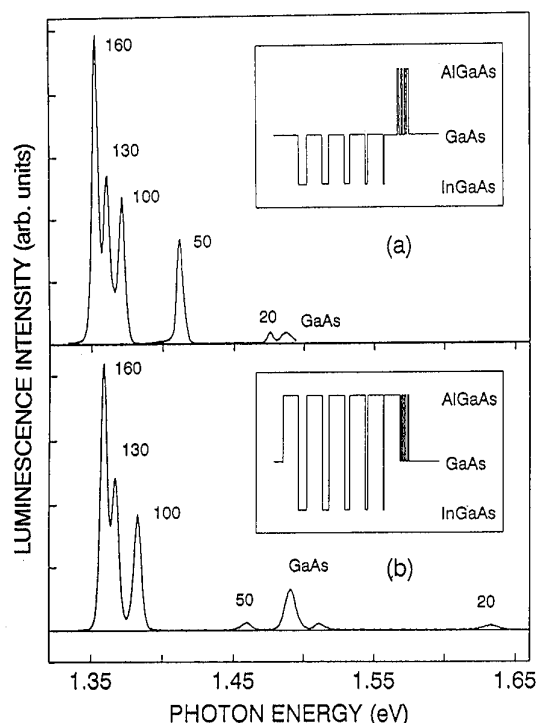 160
130
100
50
20 GaAs
AlGaAs
GaAs
InGaAs
(a)
160
130
100
50
GaAs
20
AlGaAs
GaAs
InGaAs
(b)
1.35 1.45 1.55 1.65
PHOTON ENERGY (eV)
LUMINESCENCE INTENSITY (arb. units)